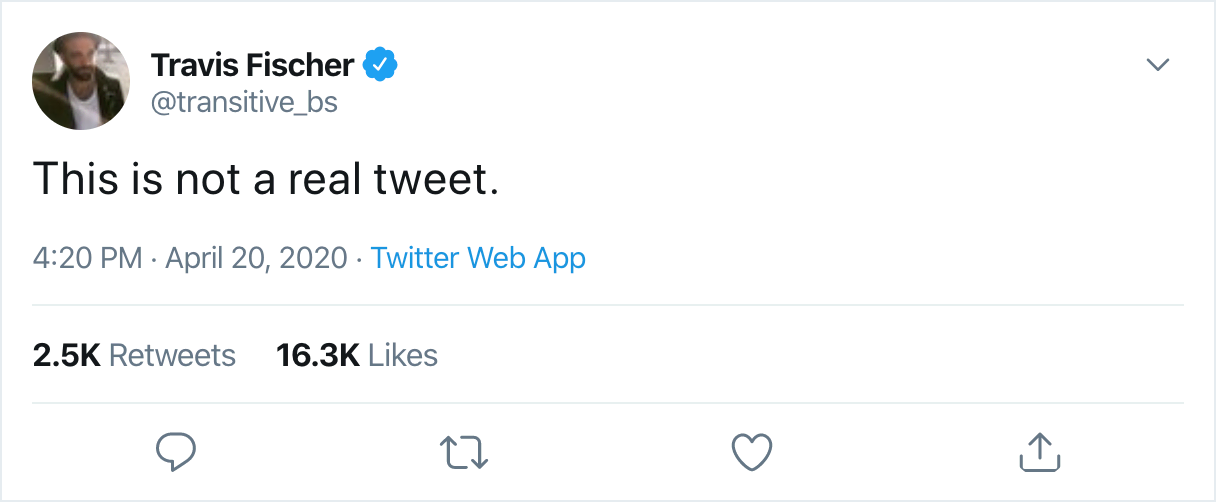 Travis Fischer
@transitive_bs
This is not a real tweet.
4:20 PM · April 20, 2020 · Twitter Web App
2.5K Retweets 16.3K Likes